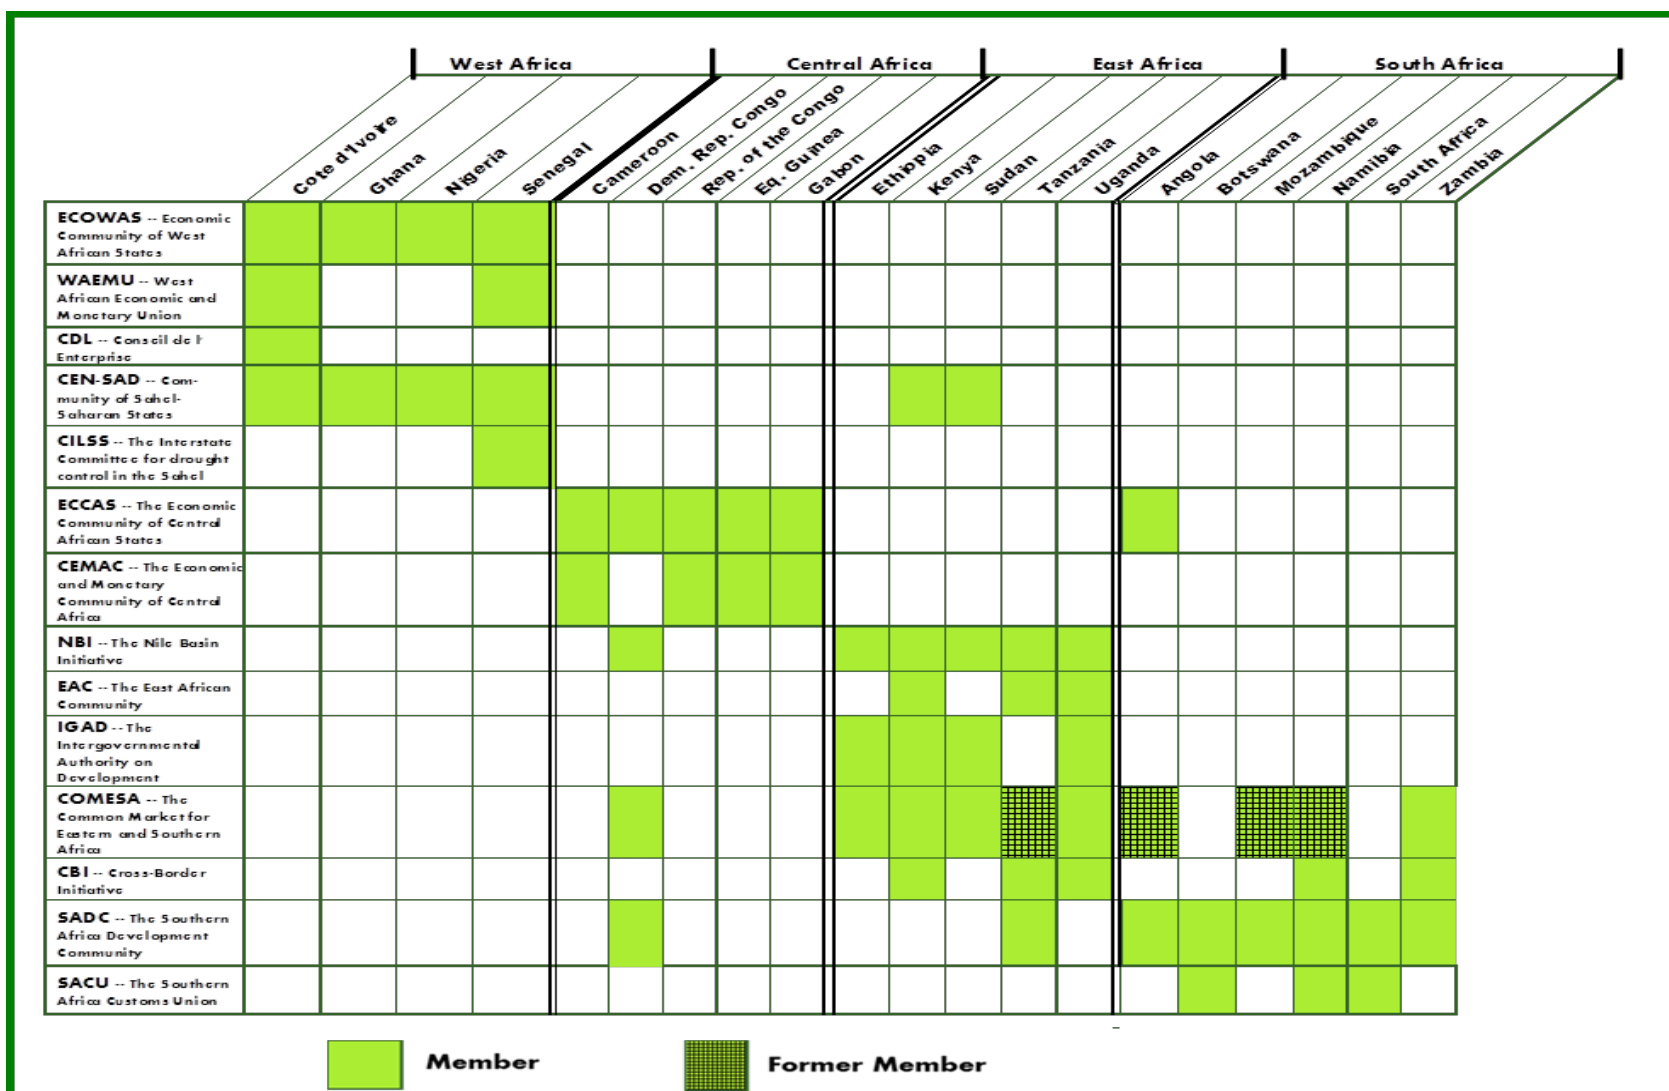 West Africa
Central Africa
East Africa
South Africa
Cote d'Ivoire
Ghana
Nigeria
Senegal
Cameroon
Dem. Rep. Congo
Rep. of the Congo
Eq. Guinea
Gabon
Ethiopia
Kenya
Sudan
Tanzania
Uganda
Angola
Botswana
Mozambique
Namibia
South Africa
Zambia
ECOWAS -- Economic
Community of West
African States
WAEMU -- West
African Economic and
Monetary Union
CDL -- Conseil de l'
Enterprise
CEN-SAD -- Com-
munity of Sahel-
Saharan States
CILSS -- The Interstate
Committee for drought
control in the Sahel
ECCAS -- The Economic
Community of Central
African States
CEMAC -- The Economic
and Monetary
Community of Central
Africa
NBI -- The Nile Basin
Initiative
EAC -- The East African
Community
IGAD -- The
Intergovernmental
Authority on
Development
COMESA -- The
Common Market for
Eastern and Southern
Africa
CBI -- Cross-Border
Initiative
SADC -- The Southern
Africa Development
Community
SACU -- The Southern
Africa Customs Union
Member
Former Member